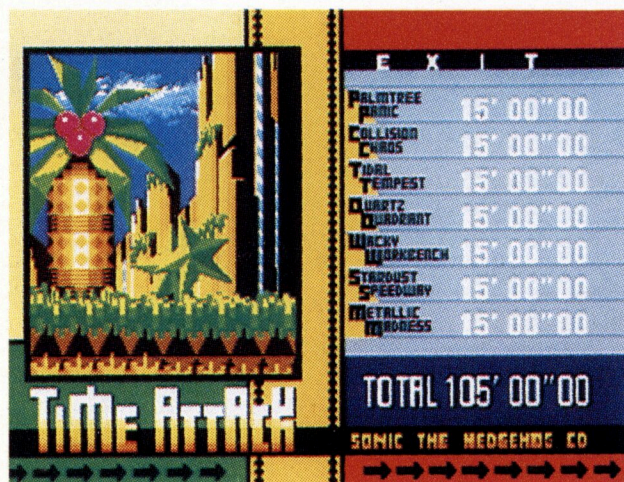 EXIT
PALMTREE PANIC 15' 00"00
COLLISION CHAOS 15' 00"00
TIDAL TEMPEST 15' 00"00
QUARTZ QUADRANT 15' 00"00
WACKY WORKBENCH 15' 00"00
STARDUST SPEEDWAY 15' 00"00
METALLIC MADNESS 15' 00"00
TOTAL 105' 00"00
TIME ATTACK
SONIC THE HEDGEHOG CD